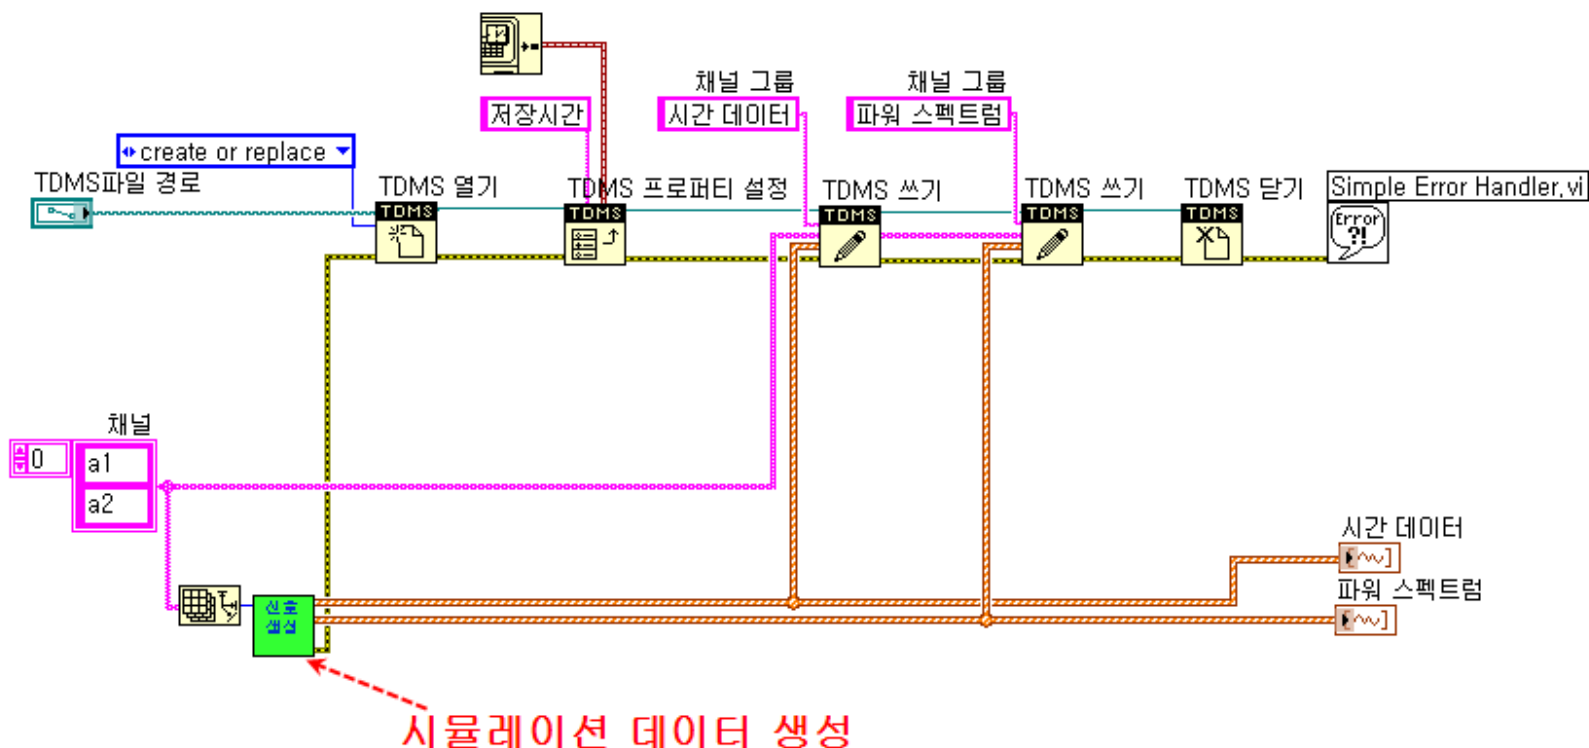 채널 그룹
채널 그룹
저장시간
시간 데이터
파워 스펙트럼
create or replace
TDMS파일 경로
TDMS 열기
TDMS 프로퍼티 설정
TDMS 쓰기
TDMS 쓰기
TDMS 닫기
Simple Error Handler.vi
TDMS
TDMS
TDMS
TDMS
TDMS
Error
?!
채널
0
a1
a2
시간 데이터
파워 스펙트럼
신호
생성
시뮬레이션 데이터 생성